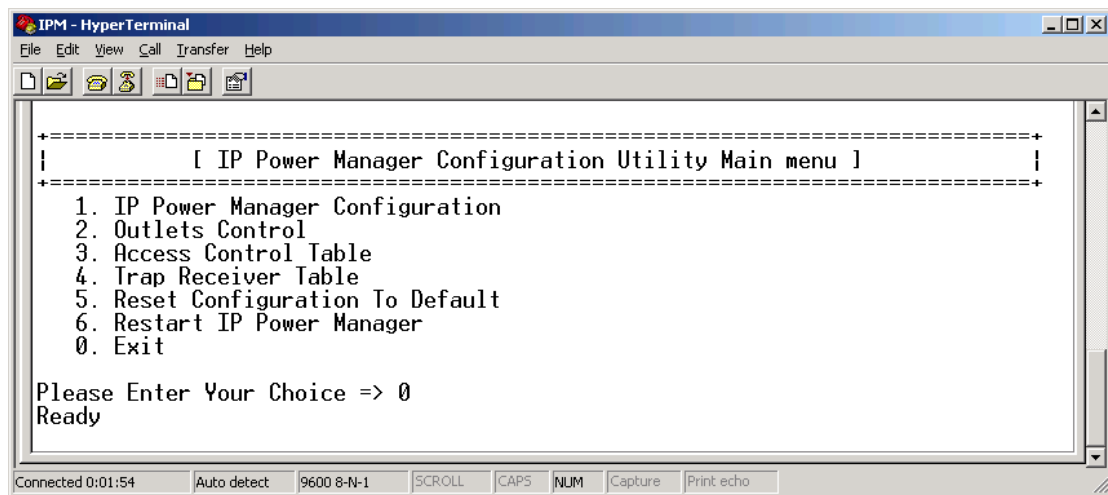 IPM - HyperTerminal
File Edit View Call Transfer Help
+============================================================================+
¦ [ IP Power Manager Configuration Utility Main menu ] ¦
+============================================================================+
1. IP Power Manager Configuration
2. Outlets Control
3. Access Control Table
4. Trap Receiver Table
5. Reset Configuration To Default
6. Restart IP Power Manager
0. Exit
Please Enter Your Choice => 0
Ready
Connected 0:01:54 Auto detect 9600 8-N-1 SCROLL CAPS NUM Capture Print echo